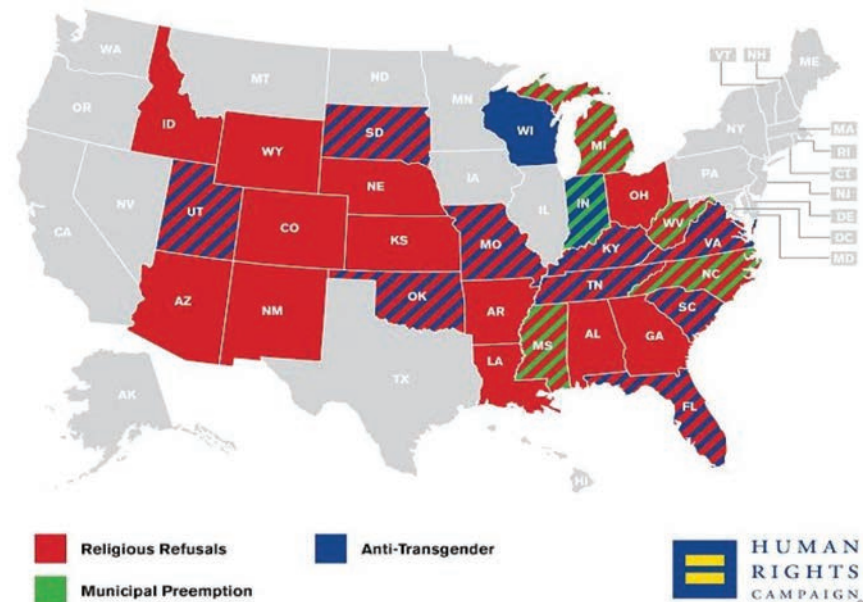 WA
MT
ND
MN
VT
NH
ME
OR
ID
WY
SD
WI
MI
NY
MA
RI
CT
NJ
DE
DC
MD
NV
UT
CO
NE
IA
IL
IN
OH
PA
WV
VA
CA
AZ
NM
KS
MO
KY
OK
AR
TN
NC
SC
TX
LA
MS
AL
GA
FL
AK
HI
Religious Refusals
Anti-Transgender
Municipal Preemption
HUMAN
RIGHTS
CAMPAIGN